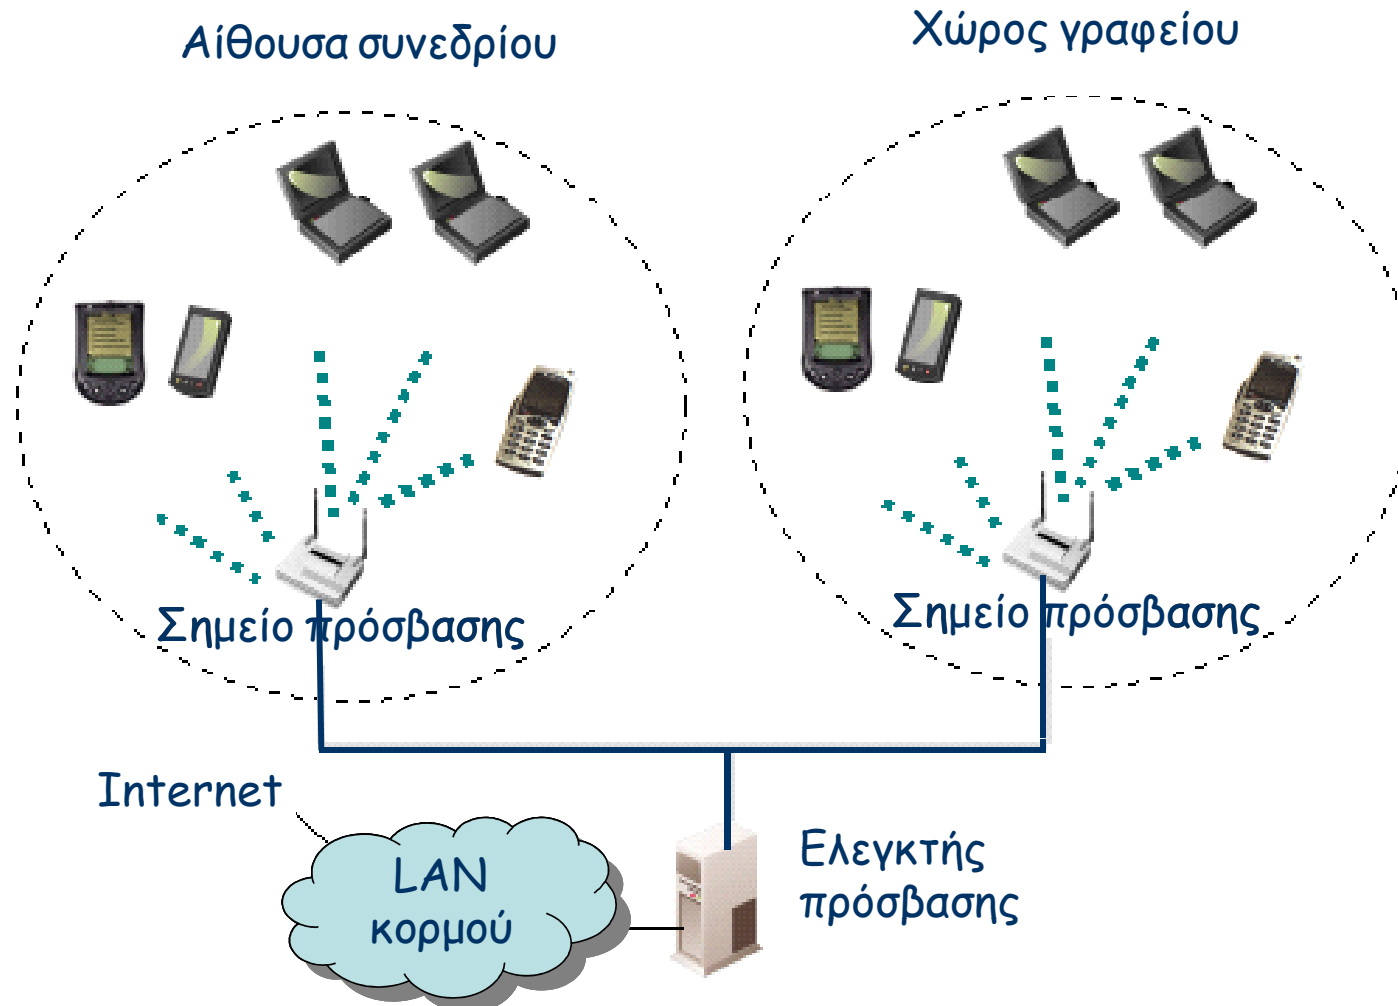 Αίθουσα συνεδρίου
Χώρος γραφείου
Σημείο πρόσβασης
Σημείο πρόσβασης
Internet
LAN
κορμού
Ελεγκτής
πρόσβασης